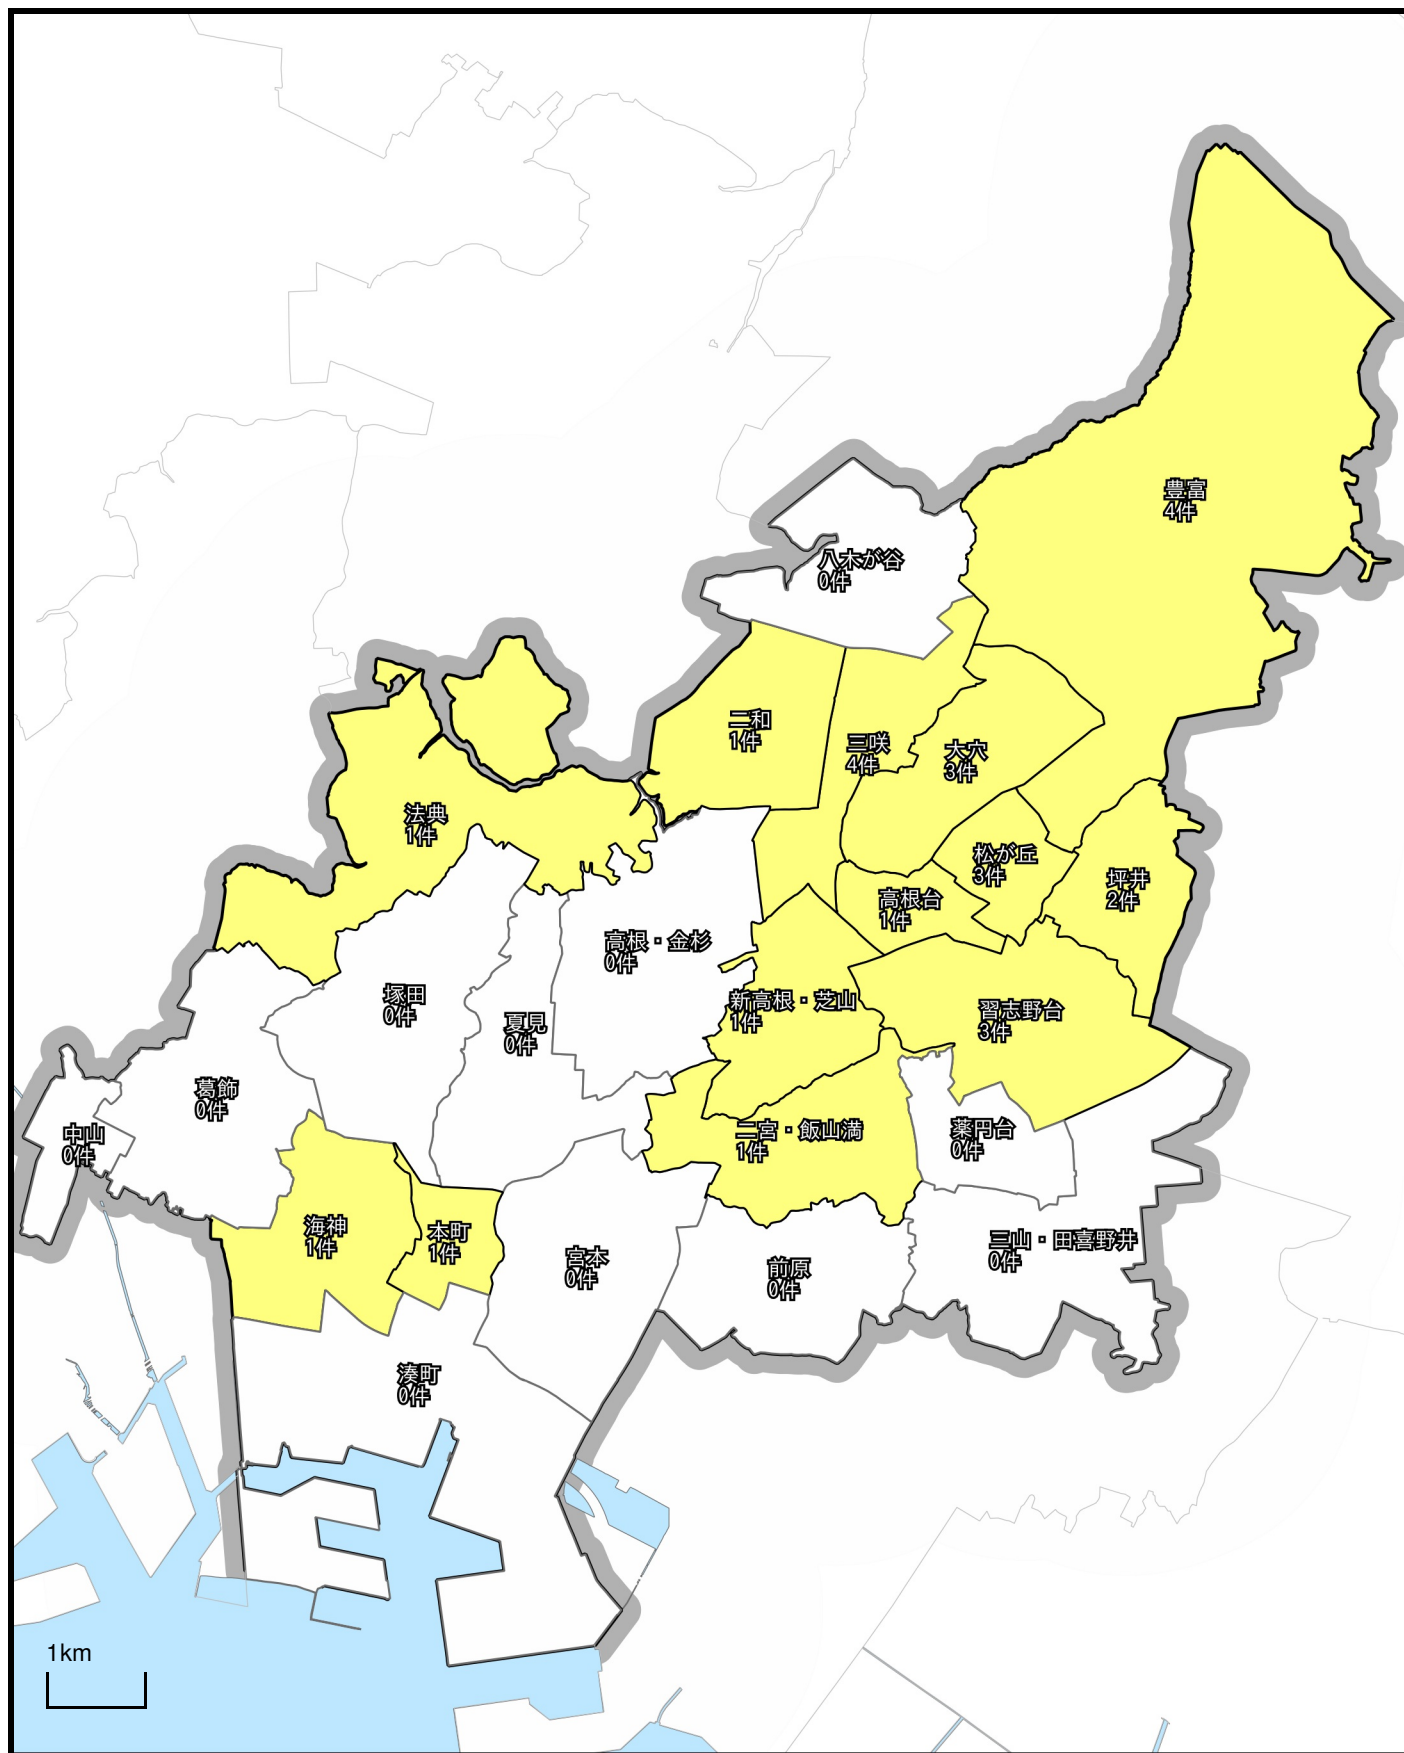 豊富
4件
八木が谷
0件
二和
1件
三咲
4件
大穴
3件
法典
1件
松が丘
3件
坪井
2件
高根台
1件
高根・金杉
0件
塚田
0件
新高根・芝山
1件
習志野台
3件
夏見
0件
葛飾
0件
中山
0件
二宮・飯山満
1件
薬円台
0件
海神
1件
本町
1件
宮本
0件
前原
0件
三山・田喜野井
0件
湊町
0件
1km